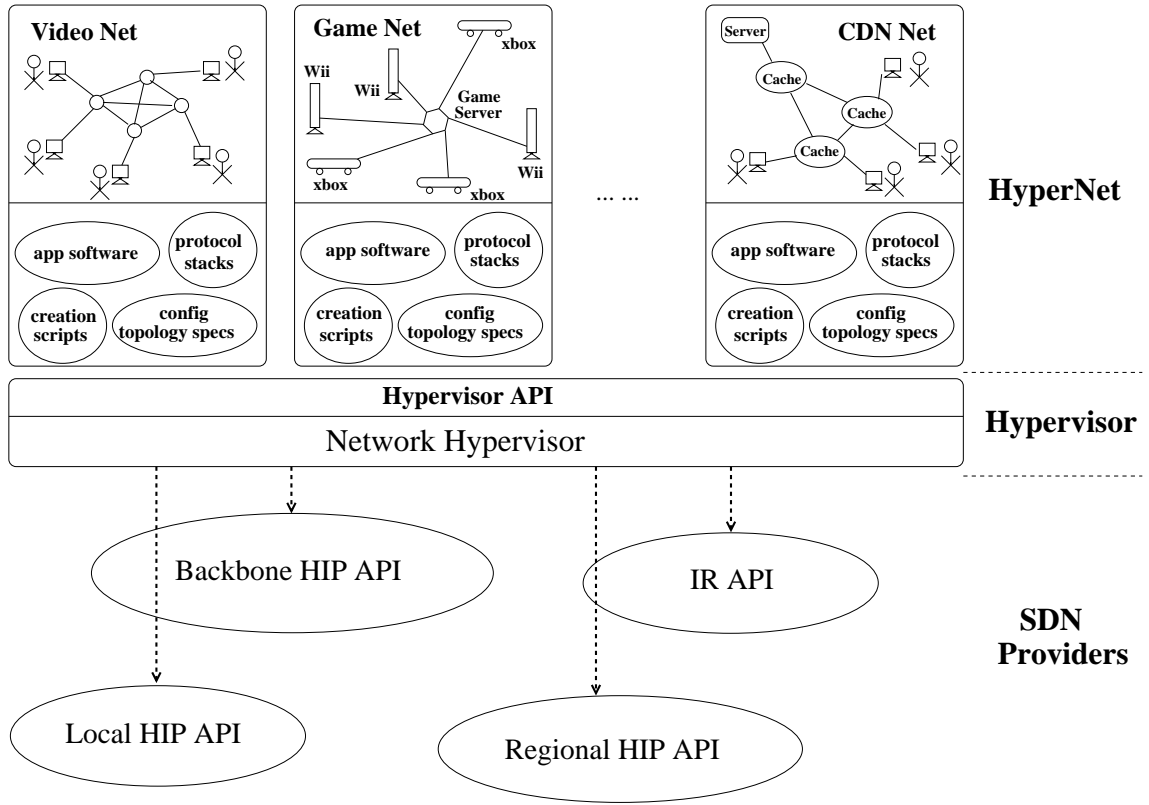 Video Net
Game Net
xbox
Wii
Wii
Game
Server
Wii
xbox
xbox
... ...
Server
CDN Net
Cache
Cache
Cache
HyperNet
app software
protocol
stacks
creation
scripts
config
topology specs
app software
protocol
stacks
creation
scripts
config
topology specs
app software
protocol
stacks
creation
scripts
config
topology specs
Hypervisor API
Network Hypervisor
Hypervisor
Backbone HIP API
IR API
SDN
Providers
Local HIP API
Regional HIP API